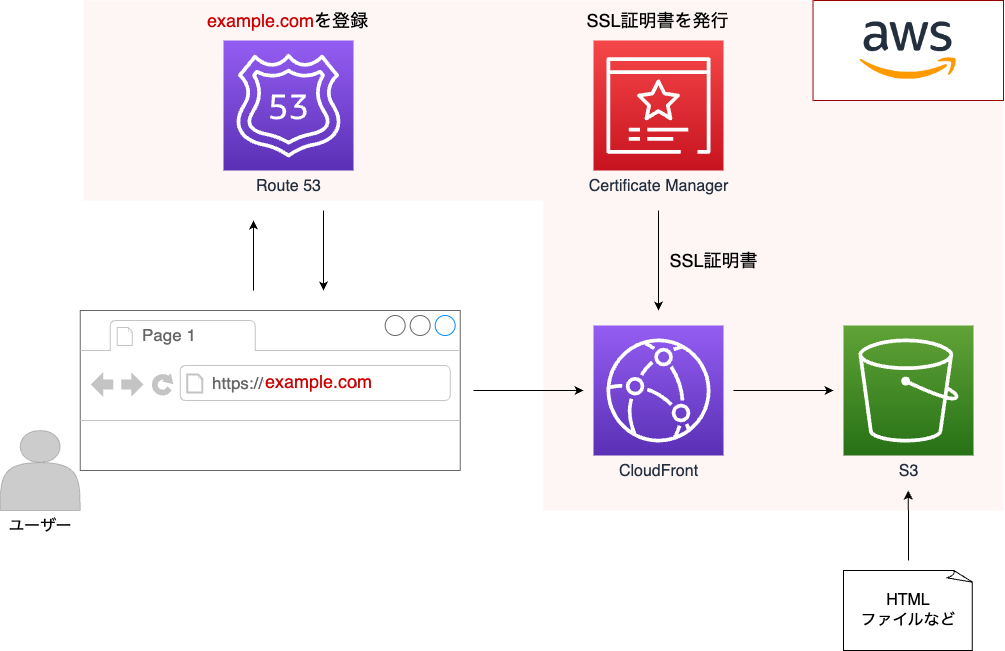 example.comを登録
SSL証明書を発行
aws
53
Route 53
Certificate Manager
SSL証明書
Page 1
https://example.com
CloudFront
S3
ユーザー
HTML
ファイルなど